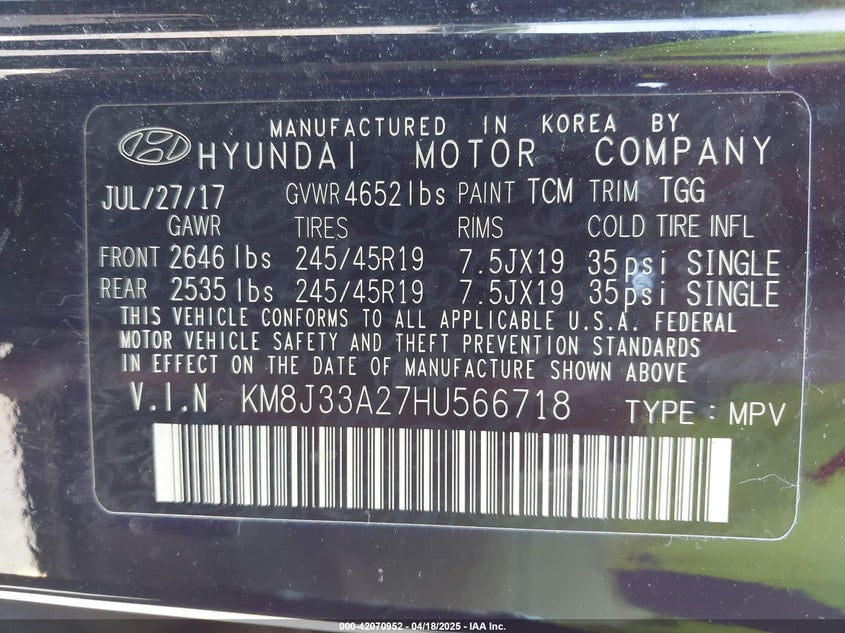 MANUFACTURED IN KOREA BY
HYUNDAI MOTOR COMPANY
JUL/27/17 GVWR 4652 lbs PAINT TCM TRIM TGG
GAWR TIRES RIMS COLD TIRE INFL
FRONT 2646 lbs 245/45R19 7.5JX19 35psi SINGLE
REAR 2535 lbs 245/45R19 7.5JX19 35psi SINGLE
THIS VEHICLE CONFORMS TO ALL APPLICABLE U.S.A. FEDERAL
MOTOR VEHICLE SAFETY AND THEFT PREVENTION STANDARDS
IN EFFECT ON THE DATE OF MANUFACTURE SHOWN ABOVE
V.I.N KM8J33A27HU566718 TYPE : MPV
000-42070952 - 04/18/2025 - IAA Inc.